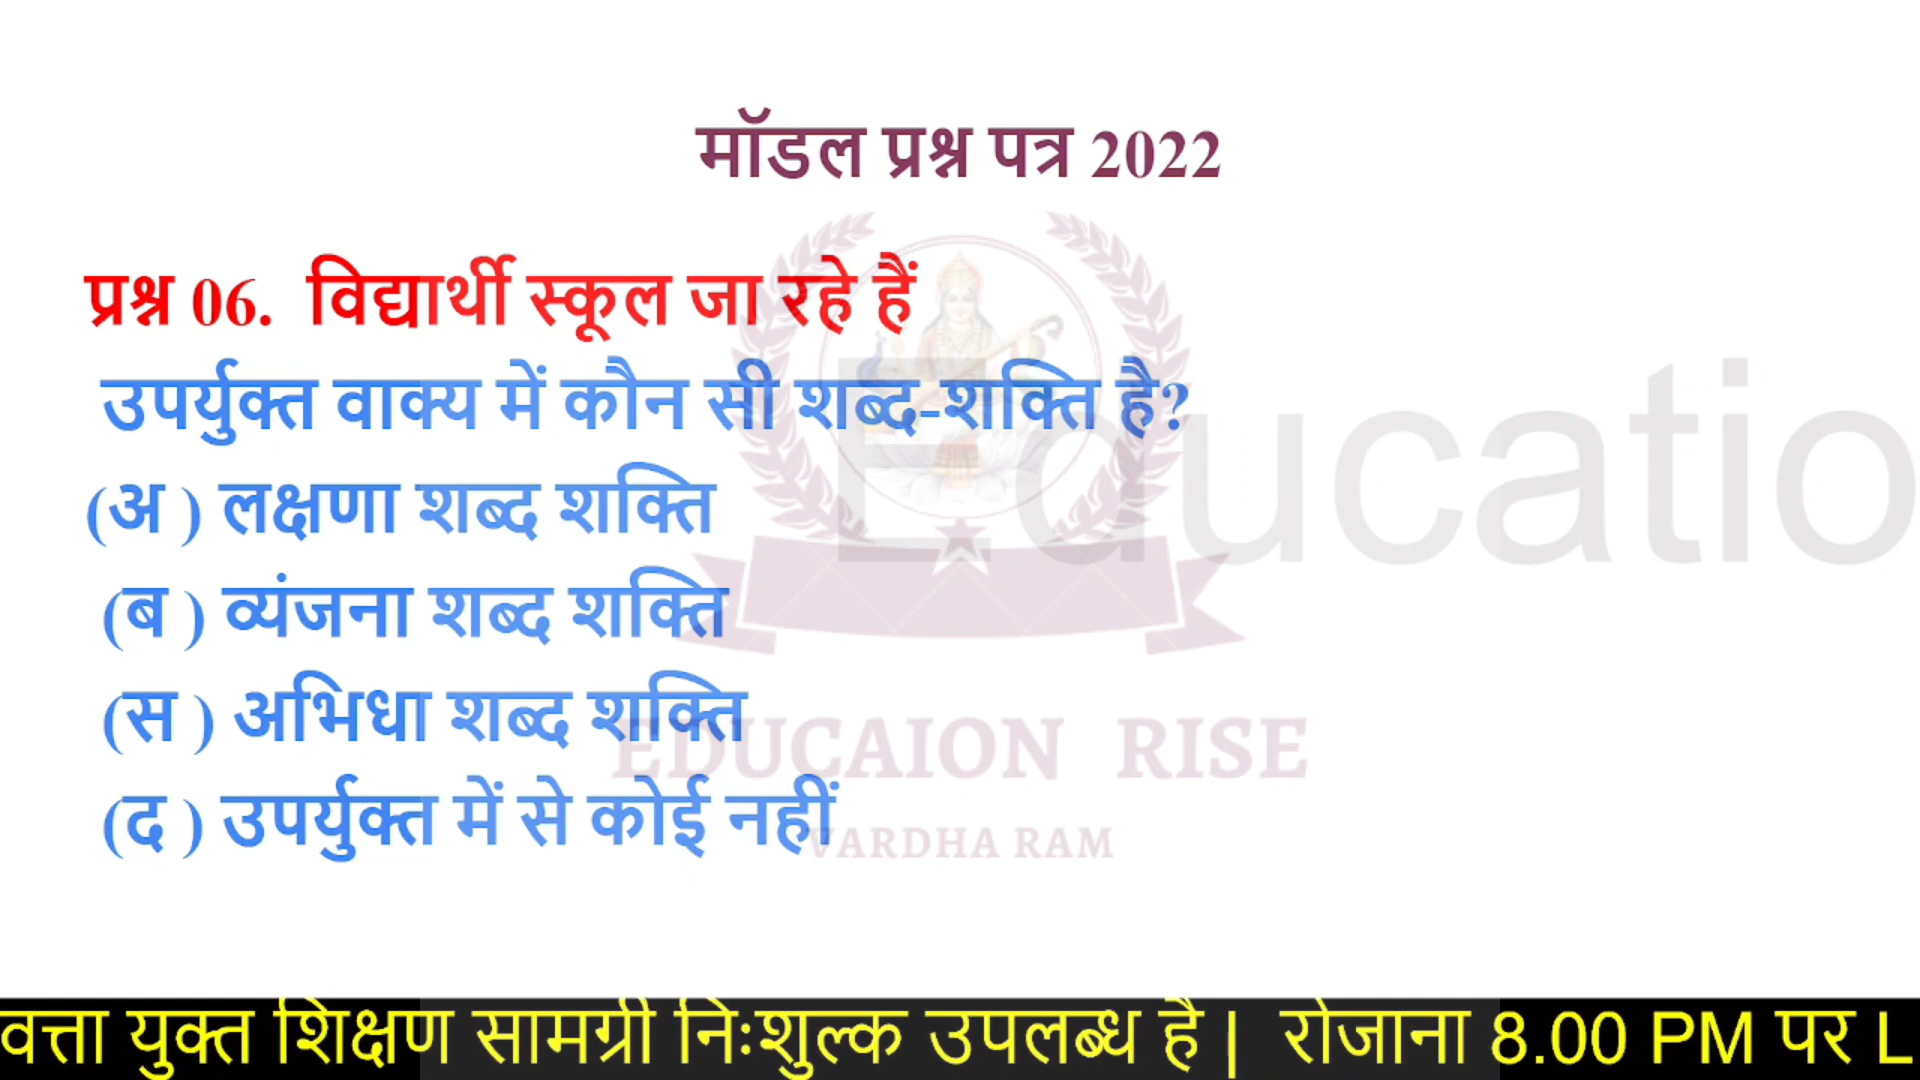 मॉडल प्रश्न पत्र 2022
प्रश्न 06. विद्यार्थी स्कूल जा रहे हैं
उपर्युक्त वाक्य में कौन सी शब्द-शक्ति है?
(अ ) लक्षणा शब्द शक्ति
(ब ) व्यंजना शब्द शक्ति
(स ) अभिधा शब्द शक्ति
(द ) उपर्युक्त में से कोई नहीं
Educatio
EDUCAION RISE
VARDHA RAM
वत्ता युक्त शिक्षण सामग्री निःशुल्क उपलब्ध है | रोजाना 8.00 PM पर L